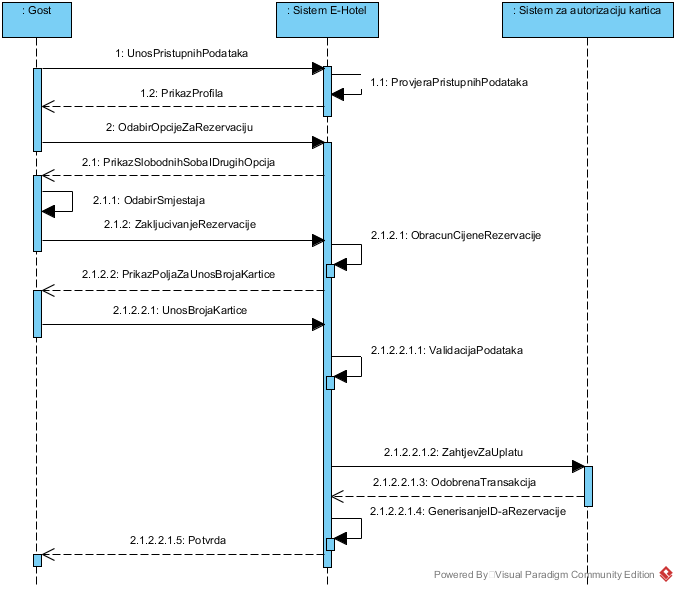 : Gost
: Sistem E-Hotel
: Sistem za autorizaciju kartica
1: UnosPristupnihPodataka
1.1: ProvjeraPristupnihPodataka
1.2: PrikazProfila
2: OdabirOpcijeZaRezervaciju
2.1: PrikazSlobodnihSobaIDrugihOpcija
2.1.1: OdabirSmjestaja
2.1.2: ZakljucivanjeRezervacije
2.1.2.1: ObracunCijeneRezervacije
2.1.2.2: PrikazPoljaZaUnosBrojaKartice
2.1.2.2.1: UnosBrojaKartice
2.1.2.2.1.1: ValidacijaPodataka
2.1.2.2.1.2: ZahtjevZaUplatu
2.1.2.2.1.3: OdobrenaTransakcija
2.1.2.2.1.4: GenerisanjeID-aRezervacije
2.1.2.2.1.5: Potvrda
Powered By Visual Paradigm Community Edition